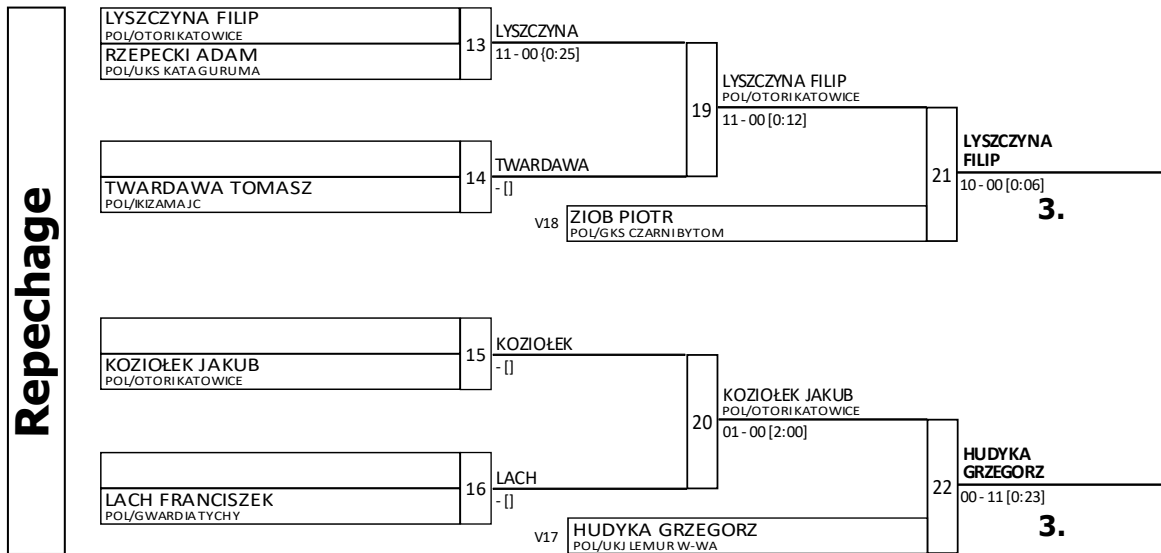 Repechage
LYSZCZYNA FILIP
POL/OTORI KATOWICE
RZEPECKI ADAM
POL/UKS KATA GURUMA
13
LYSZCZYNA
11 - 00 {0:25]
TWARDAWA TOMASZ
POL/IKIZAMA JC
14
TWARDAWA
- []
19
LYSZCZYNA FILIP
POL/OTORI KATOWICE
11 - 00 [0:12]
V18
ZIOB PIOTR
POL/GKS CZARNI BYTOM
21
LYSZCZYNA
FILIP
10 - 00 [0:06]
3.
KOZIOŁEK JAKUB
POL/OTORI KATOWICE
15
KOZIOŁEK
- []
LACH FRANCISZEK
POL/GWARDIA TYCHY
16
LACH
- []
20
KOZIOŁEK JAKUB
POL/OTORI KATOWICE
01 - 00 [2:00]
V17
HUDYKA GRZEGORZ
POL/UKJ LEMUR W-WA
22
HUDYKA
GRZEGORZ
00 - 11 [0:23]
3.